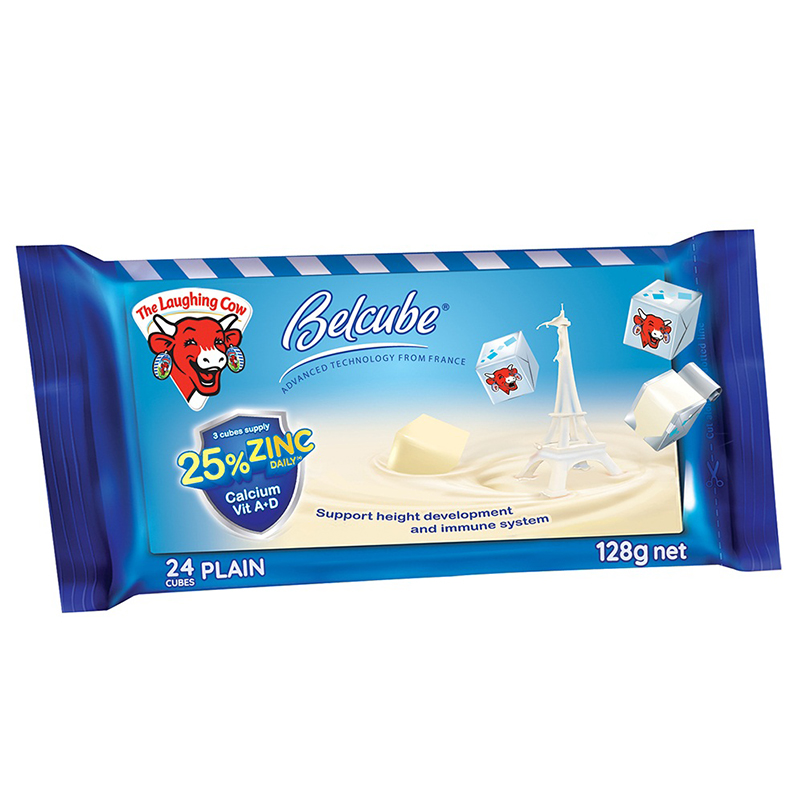 The Laughing Cow
Belcube®
ADVANCED TECHNOLOGY FROM FRANCE
3 cubes supply
25% ZINC
DAILY
Calcium
Vit A+D
Support height development
and immune system
24
CUBES
PLAIN
128g net